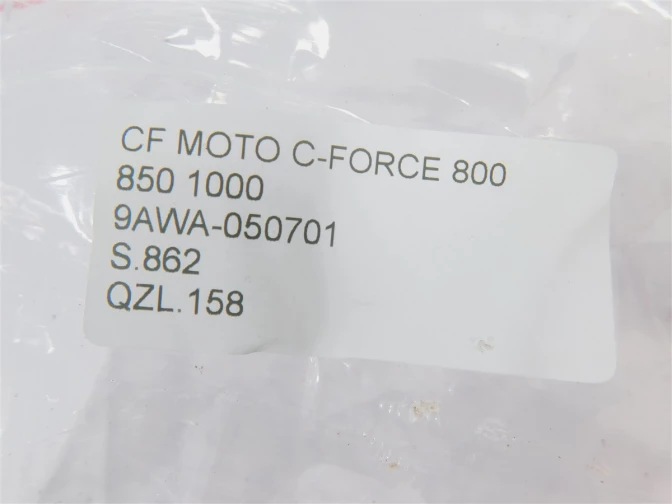 CF MOTO C-FORCE 800
850 1000
9AWA-050701
S.862
QZL.158